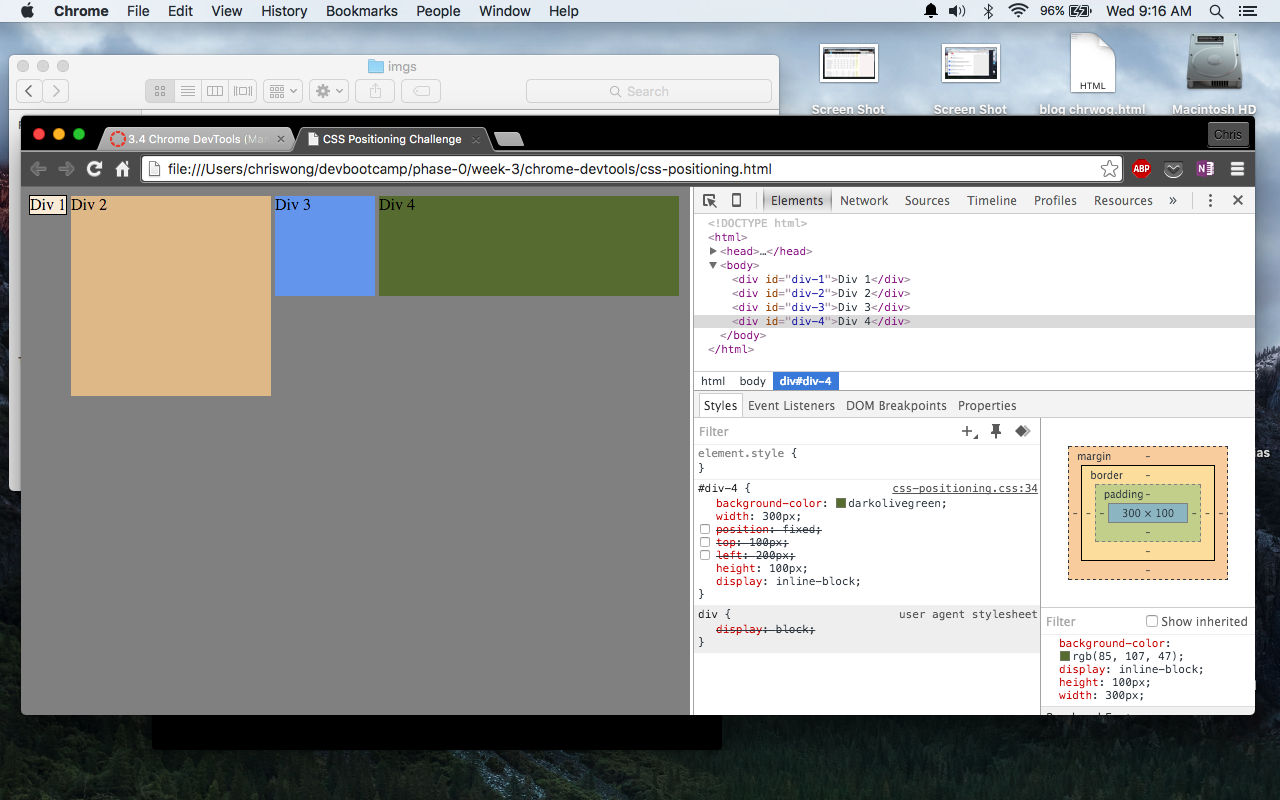 Chrome File Edit View History Bookmarks People Window Help 96% Wed 9:16 AM
imgs
Search
HTML
Screen Shot Screen Shot blog chrwog.html Macintosh HD
3.4 Chrome DevTools (Ma × CSS Positioning Challenge × Chris
file:///Users/chriswong/devbootcamp/phase-0/week-3/chrome-devtools/css-positioning.html
ABP
Div 1 Div 2 Div 3 Div 4
Elements Network Sources Timeline Profiles Resources »
<!DOCTYPE html>
<html>
<head>…</head>
<body>
<div id="div-1">Div 1</div>
<div id="div-2">Div 2</div>
<div id="div-3">Div 3</div>
<div id="div-4">Div 4</div>
</body>
</html>
html body div#div-4
Styles Event Listeners DOM Breakpoints Properties
Filter
element.style {
}
#div-4 { css-positioning.css:34
background-color: darkolivegreen;
width: 300px;
position: fixed;
top: 100px;
left: 200px;
height: 100px;
display: inline-block;
}
div { user agent stylesheet
display: block;
}
margin -
border -
padding -
- - - 300 × 100 - - -
-
-
-
Filter Show inherited
background-color:
rgb(85, 107, 47);
display: inline-block;
height: 100px;
width: 300px;
as